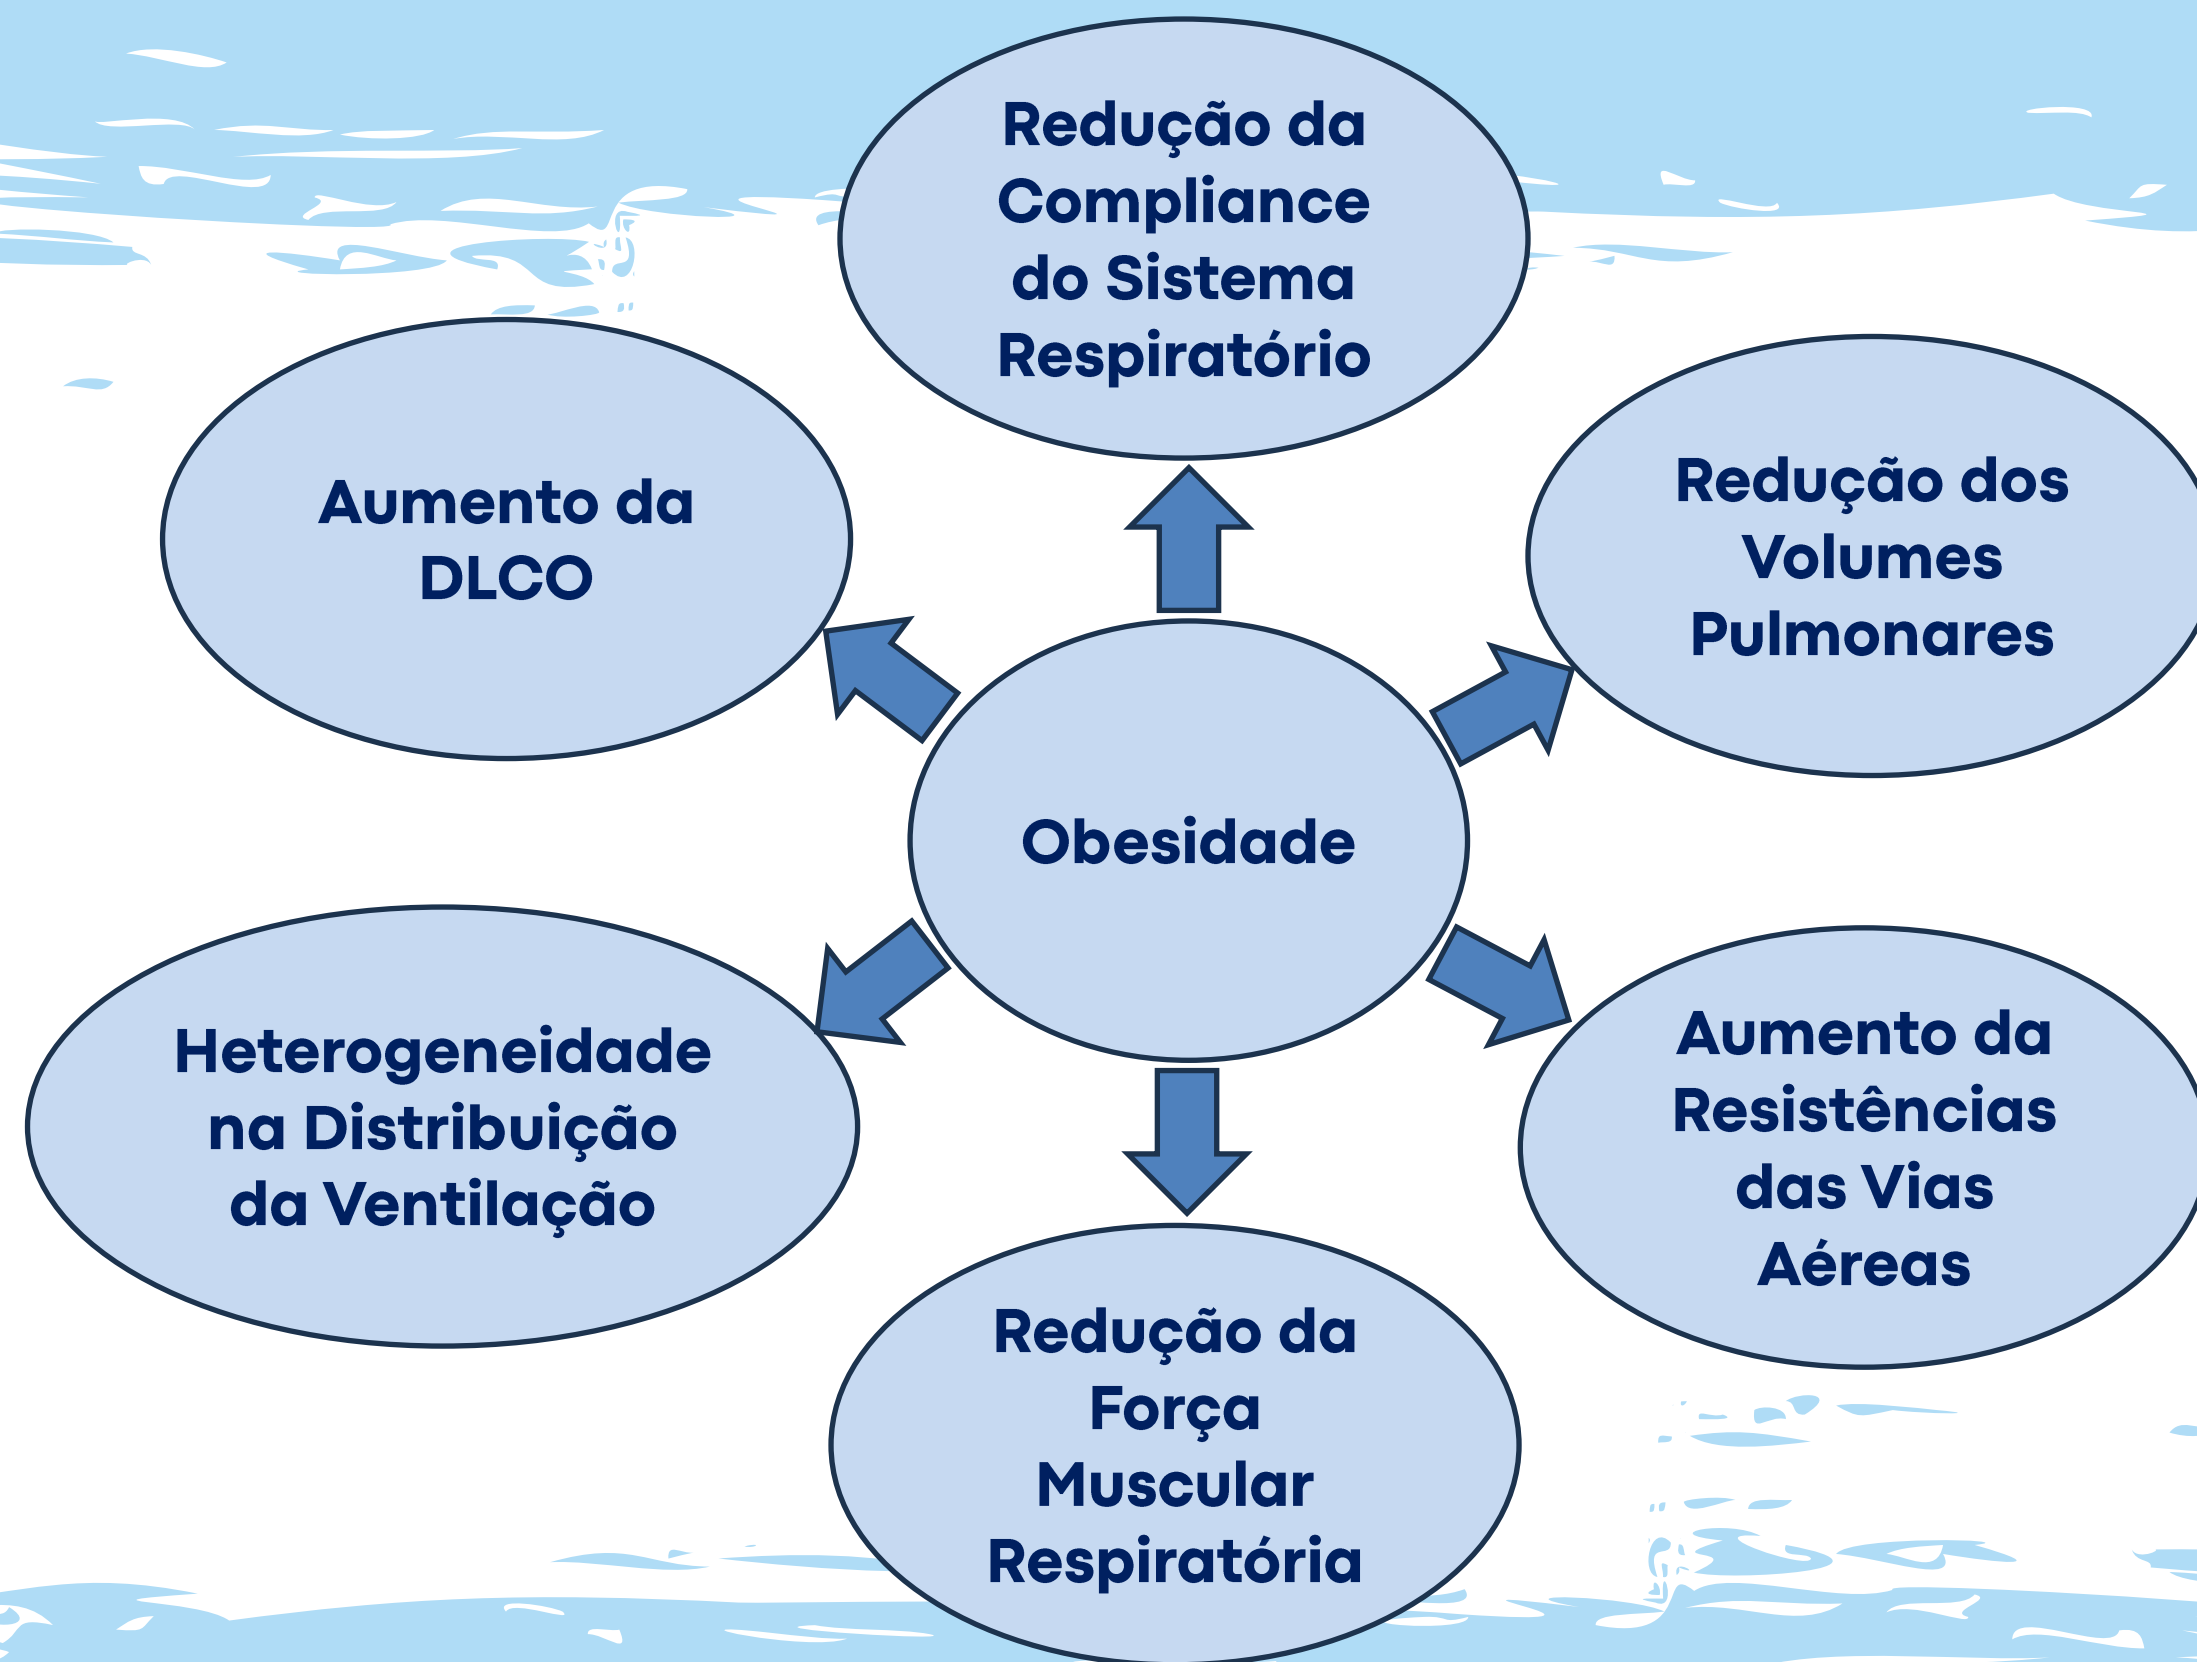 Redução da
Compliance
do Sistema
Respiratório
Aumento da
DLCO
Redução dos
Volumes
Pulmonares
Obesidade
Heterogeneidade
na Distribuição
da Ventilação
Aumento da
Resistências
das Vias
Aéreas
Redução da
Força
Muscular
Respiratória